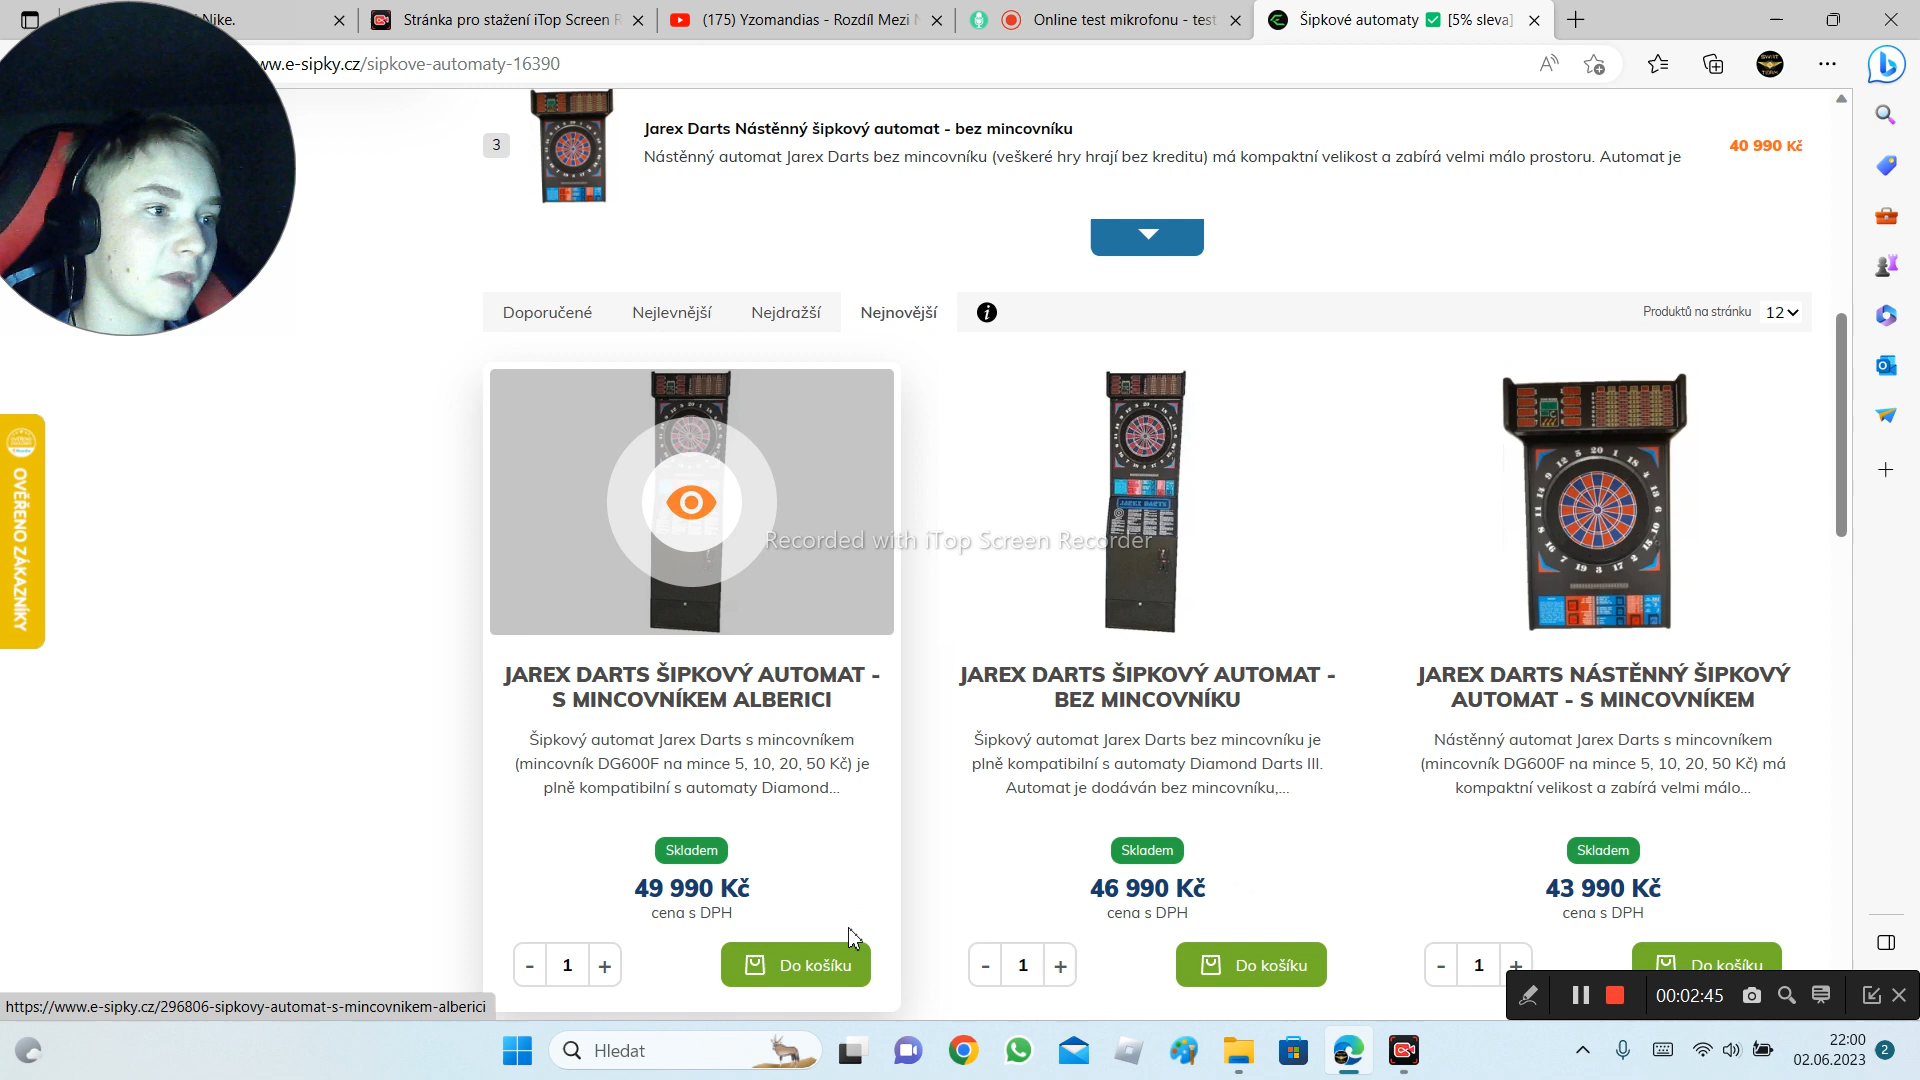 Nike.
Stránka pro stažení iTop Screen R
(175) Yzomandias - Rozdíl Mezi
Online test mikrofonu - test
Šipkové automaty ✅ [5% sleva]
ww.e-sipky.cz/sipkove-automaty-16390
3
Jarex Darts Nástěnný šipkový automat - bez mincovníku
Nástěnný automat Jarex Darts bez mincovníku (veškeré hry hrají bez kreditu) má kompaktní velikost a zabírá velmi málo prostoru. Automat je
40 990 Kč
Doporučené
Nejlevnější
Nejdražší
Nejnovější
Produktů na stránku
12
OVĚŘENO ZÁKAZNÍKY
Recorded with iTop Screen Recorder
JAREX DARTS ŠIPKOVÝ AUTOMAT -
S MINCOVNÍKEM ALBERICI
Šipkový automat Jarex Darts s mincovníkem
(mincovník DG600F na mince 5, 10, 20, 50 Kč) je
plně kompatibilní s automaty Diamond...
Skladem
49 990 Kč
cena s DPH
- 1 +
Do košíku
JAREX DARTS ŠIPKOVÝ AUTOMAT -
BEZ MINCOVNÍKU
Šipkový automat Jarex Darts bez mincovníku je
plně kompatibilní s automaty Diamond Darts III.
Automat je dodáván bez mincovníku,...
Skladem
46 990 Kč
cena s DPH
- 1 +
Do košíku
JAREX DARTS NÁSTĚNNÝ ŠIPKOVÝ
AUTOMAT - S MINCOVNÍKEM
Nástěnný automat Jarex Darts s mincovníkem
(mincovník DG600F na mince 5, 10, 20, 50 Kč) má
kompaktní velikost a zabírá velmi málo...
Skladem
43 990 Kč
cena s DPH
- 1 +
Do košíku
00:02:45
https://www.e-sipky.cz/296806-sipkovy-automat-s-mincovnikem-alberici
Hledat
22:00
02.06.2023
2